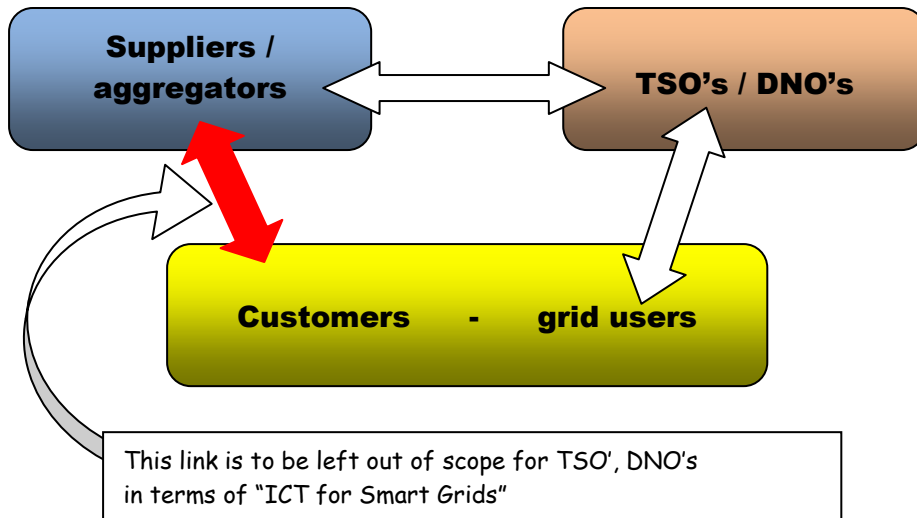 Suppliers /
aggregators
TSO's / DNO's
Customers - grid users
This link is to be left out of scope for TSO', DNO's
in terms of “ICT for Smart Grids”